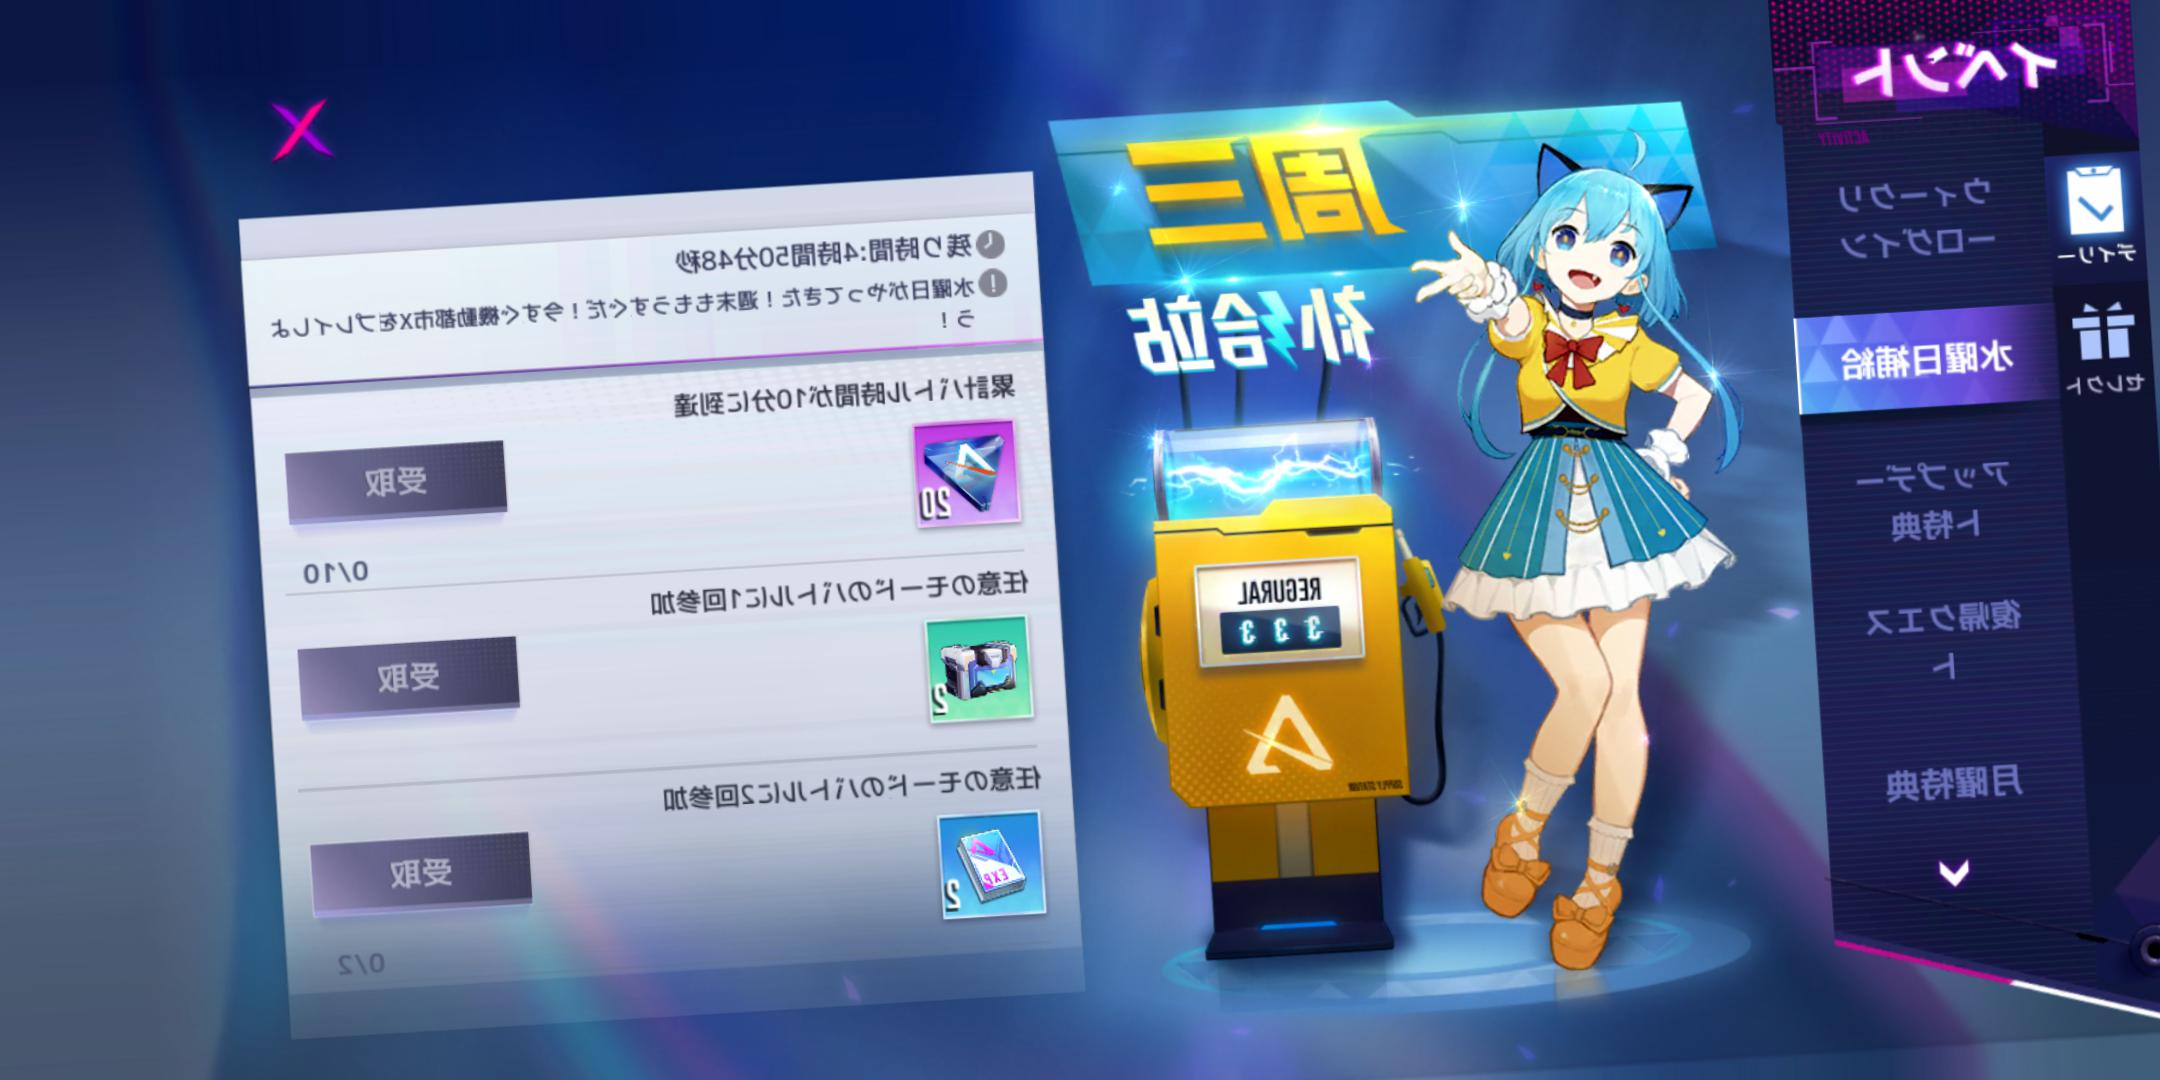 イベント
ACTIVITY
デイリー
セレクト
ウィークリ
ーログイン
水曜日補給
アップデー
ト特典
復帰クエス
ト
月曜特典
周三
补给站
REGURAL
333
SUPPLY STATION
残り時間:4時間50分48秒
水曜日がやってきた！週末ももうすぐだ！今すぐ機動都市Xをプレイしよ
う！
累計バトル時間が10分に到達
20
受取
0/10
任意のモードのバトルに1回参加
2
受取
任意のモードのバトルに2回参加
EXP
2
受取
0/2